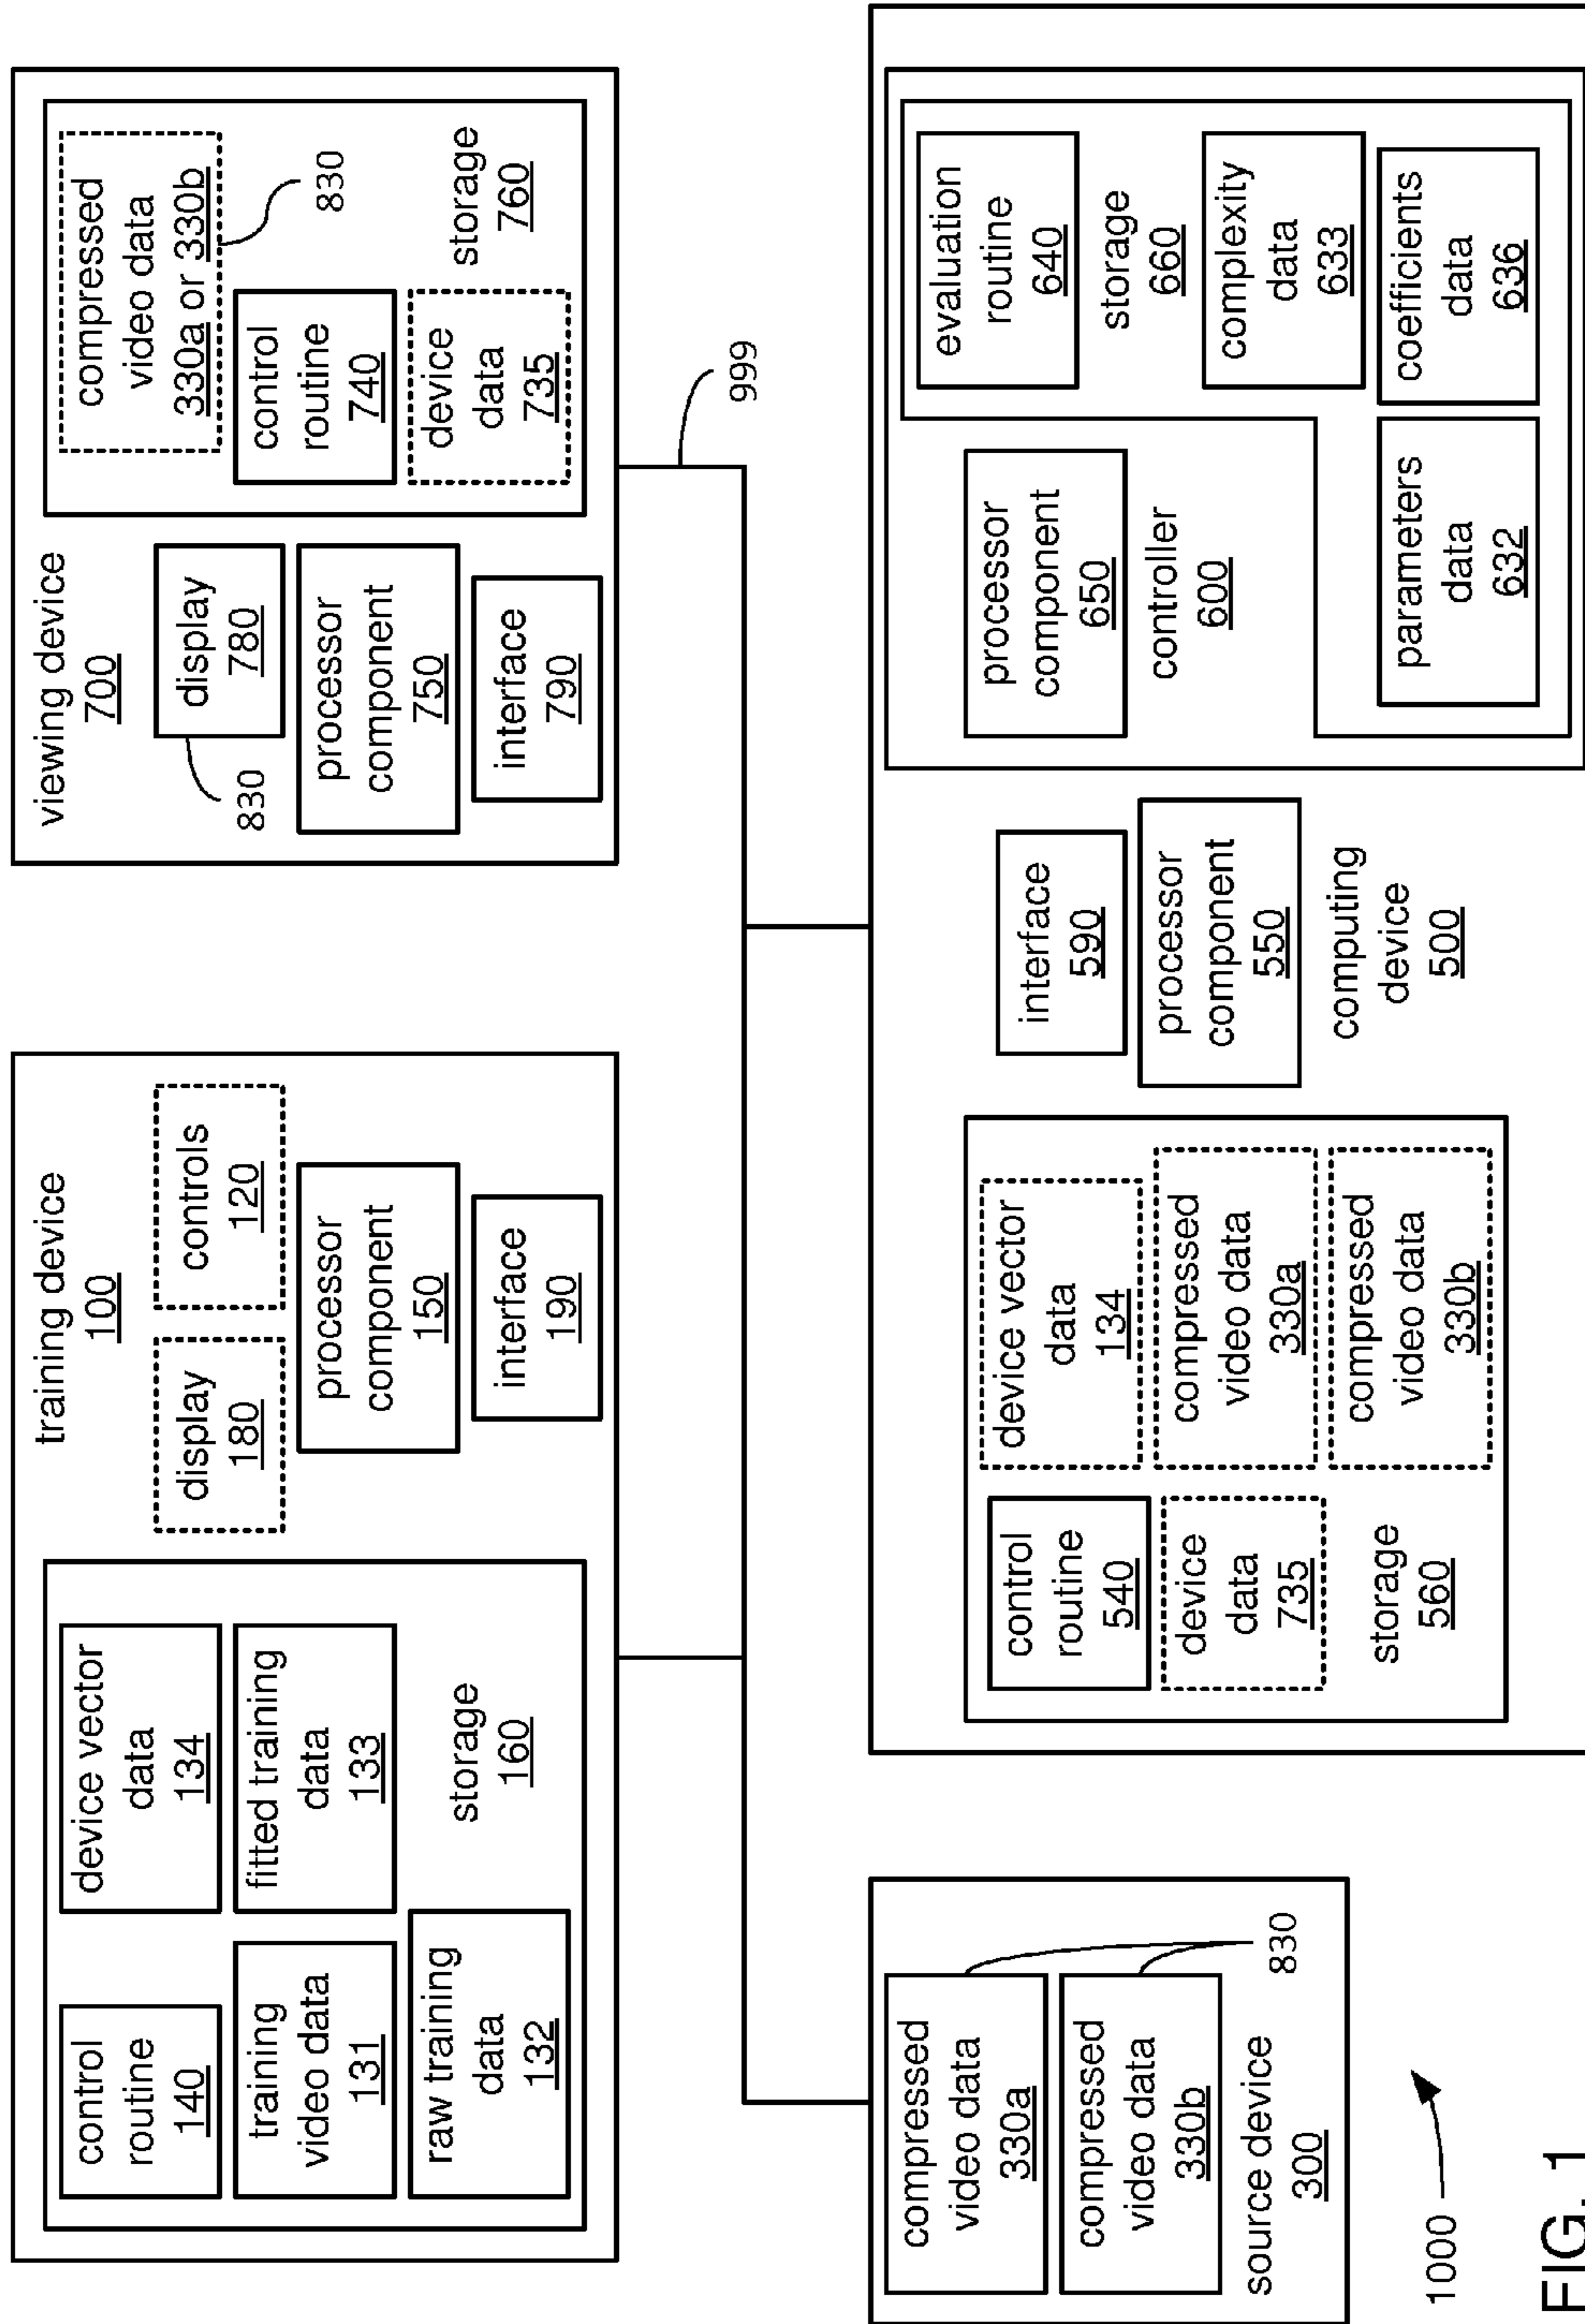 training device
100
control
routine
140
device vector
data
134
training
video data
131
fitted training
data
133
raw training
data
132
storage
160
display
180
controls
120
processor
component
150
interface
190
viewing device
700
display
780
830
processor
component
750
interface
790
compressed
video data
330a or 330b
830
control
routine
740
device
data
735
storage
760
999
compressed
video data
330a
compressed
video data
330b
830
source device
300
control
routine
540
device vector
data
134
device
data
735
compressed
video data
330a
storage
560
compressed
video data
330b
interface
590
processor
component
550
computing
device
500
processor
component
650
controller
600
evaluation
routine
640
storage
660
complexity
data
633
parameters
data
632
coefficients
data
636
1000
FIG. 1